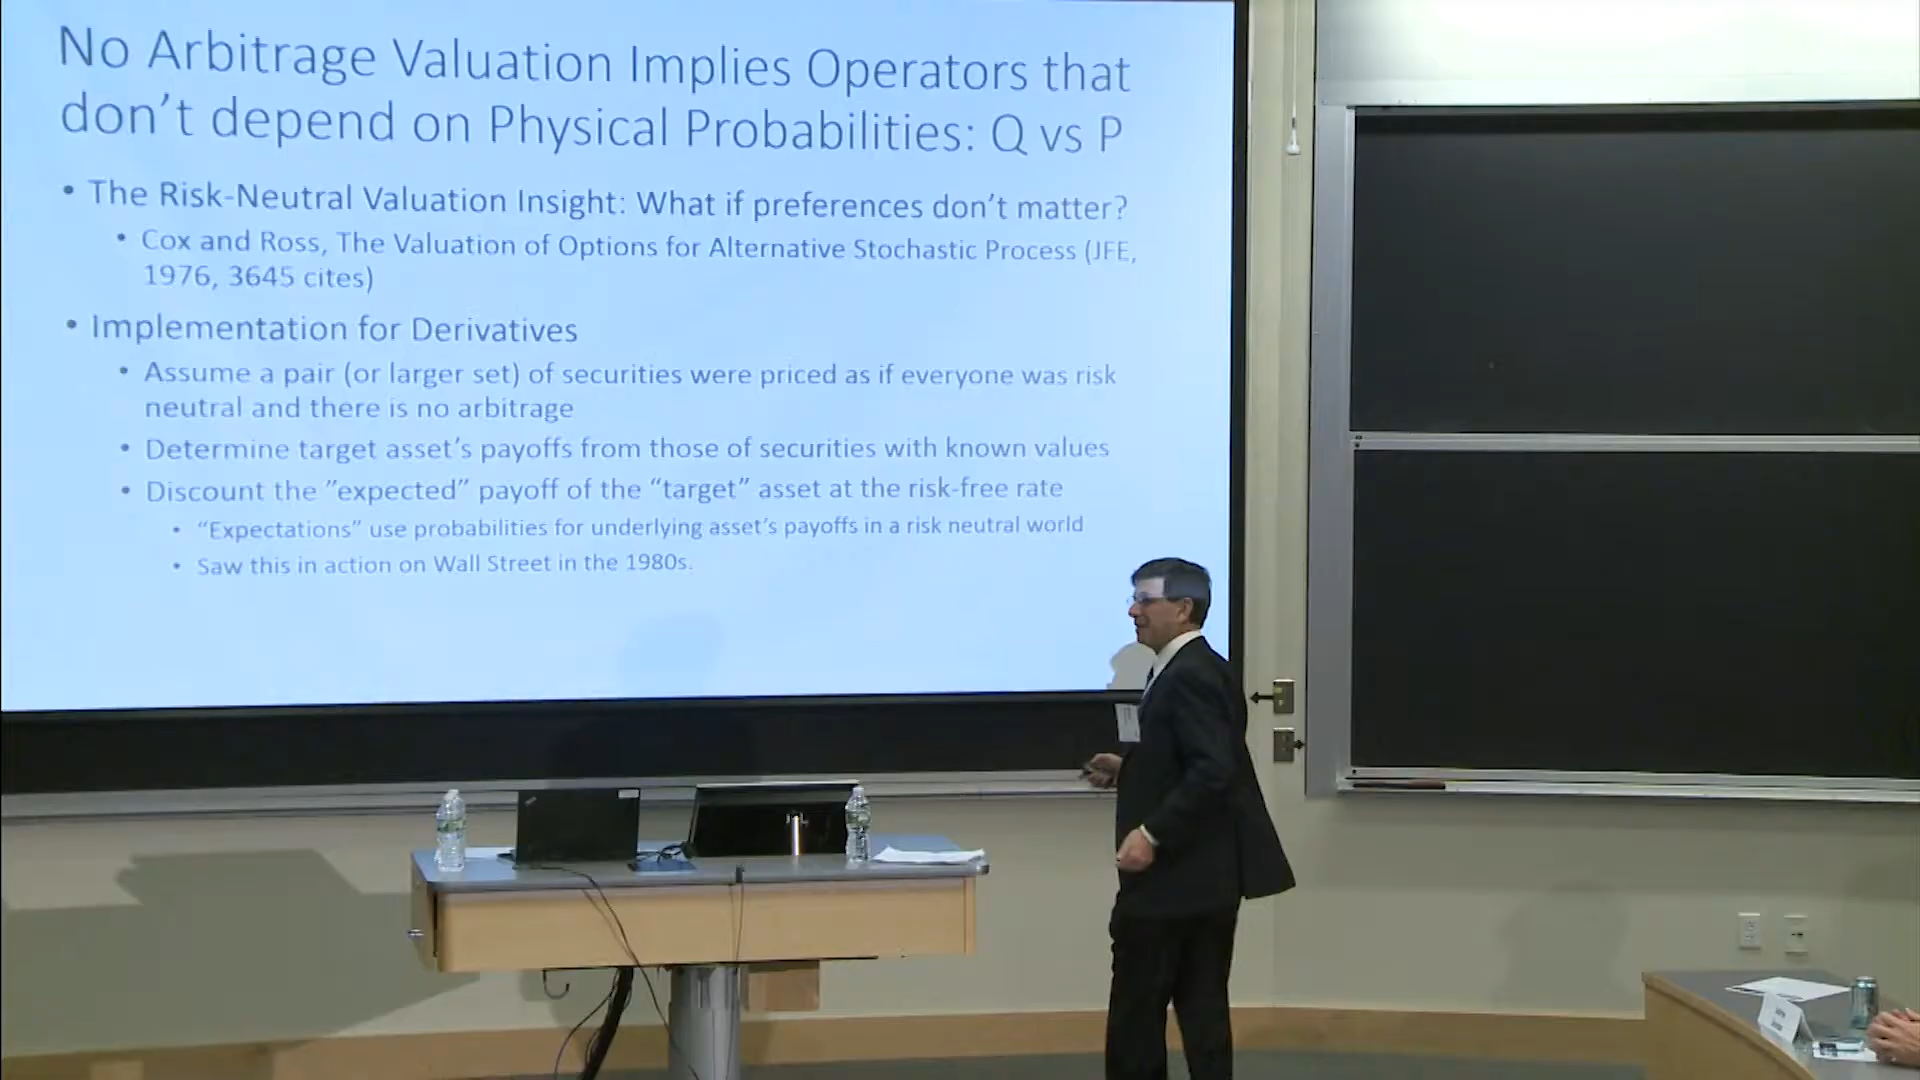 No Arbitrage Valuation Implies Operators that
don't depend on Physical Probabilities: Q vs P
• The Risk-Neutral Valuation Insight: What if preferences don't matter?
• Cox and Ross, The Valuation of Options for Alternative Stochastic Process (JFE,
1976, 3645 cites)
• Implementation for Derivatives
• Assume a pair (or larger set) of securities were priced as if everyone was risk
neutral and there is no arbitrage
• Determine target asset's payoffs from those of securities with known values
• Discount the "expected" payoff of the "target" asset at the risk-free rate
• "Expectations" use probabilities for underlying asset's payoffs in a risk neutral world
• Saw this in action on Wall Street in the 1980s.